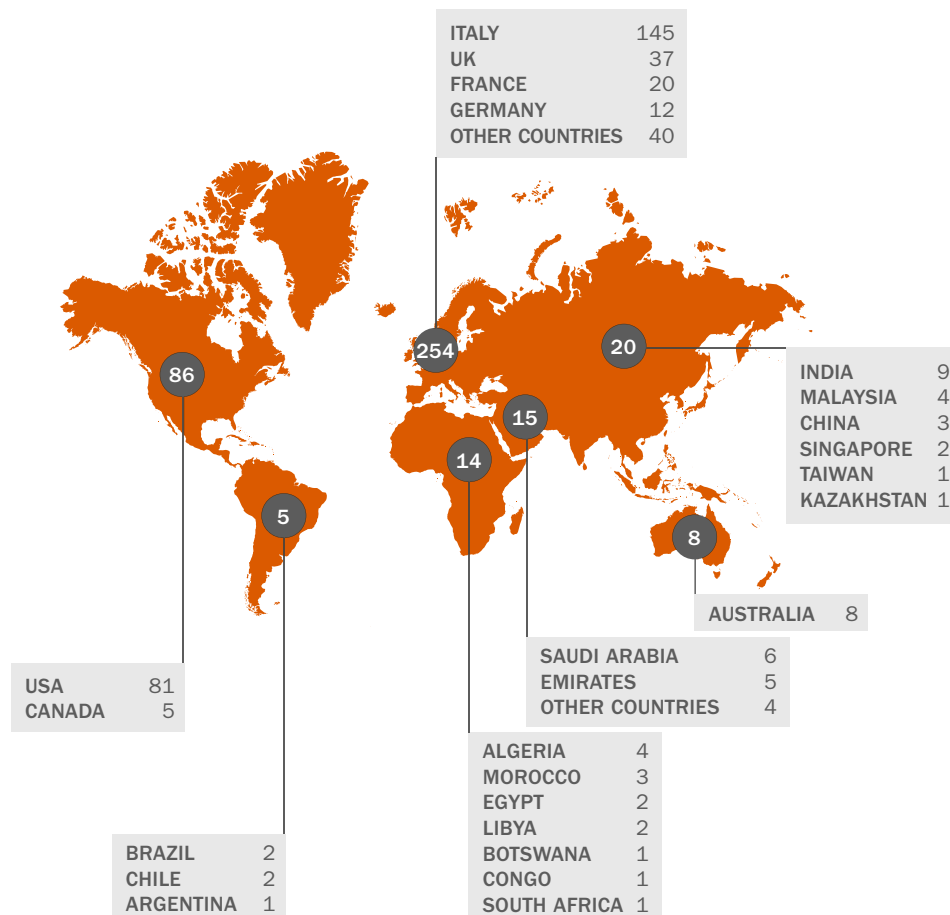 ITALY 145
UK 37
FRANCE 20
GERMANY 12
OTHER COUNTRIES 40
254
20
86
15
14
5
8
INDIA 9
MALAYSIA 4
CHINA 3
SINGAPORE 2
TAIWAN 1
KAZAKHSTAN 1
AUSTRALIA 8
SAUDI ARABIA 6
EMIRATES 5
OTHER COUNTRIES 4
USA 81
CANADA 5
ALGERIA 4
MOROCCO 3
EGYPT 2
LIBYA 2
BOTSWANA 1
CONGO 1
SOUTH AFRICA 1
BRAZIL 2
CHILE 2
ARGENTINA 1